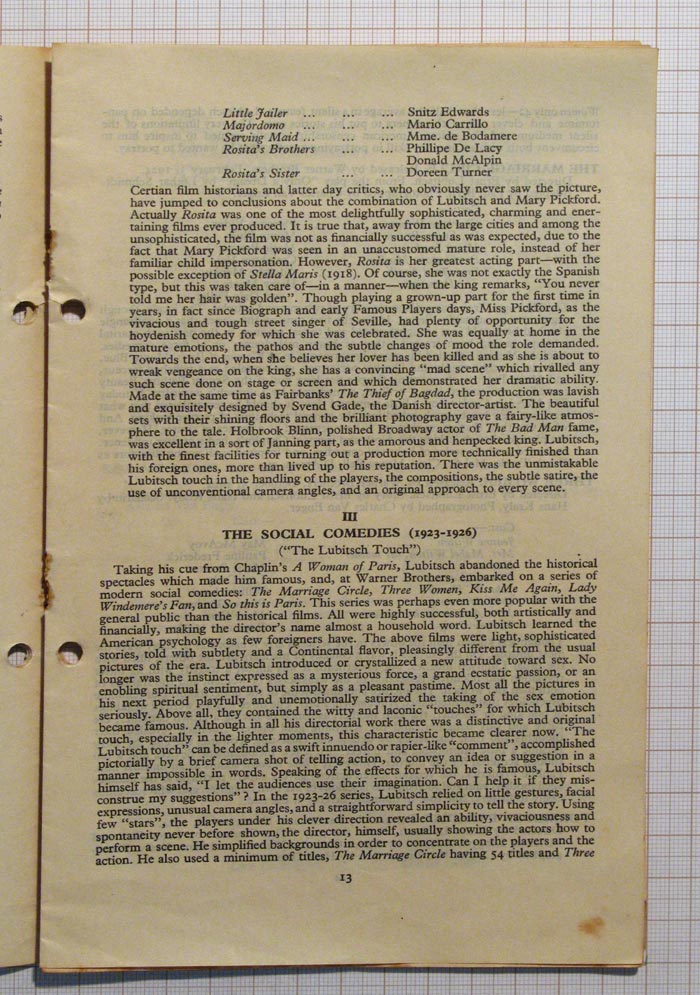 Little Jailer ... ... ... Snitz Edwards
Majordomo ... ... ... Mario Carrillo
Serving Maid ... ... ... Mme. de Bodamere
Rosita's Brothers ... ... Phillipe De Lacy
Donald McAlpin
Rosita's Sister ... ... Doreen Turner
Certian film historians and latter day critics, who obviously never saw the picture,
have jumped to conclusions about the combination of Lubitsch and Mary Pickford.
Actually Rosita was one of the most delightfully sophisticated, charming and ener-
taining films ever produced. It is true that, away from the large cities and among the
unsophisticated, the film was not as financially successful as was expected, due to the
fact that Mary Pickford was seen in an unaccustomed mature role, instead of her
familiar child impersonation. However, Rosita is her greatest acting part—with the
possible exception of Stella Maris (1918). Of course, she was not exactly the Spanish
type, but this was taken care of—in a manner—when the king remarks, "You never
told me her hair was golden". Though playing a grown-up part for the first time in
years, in fact since Biograph and early Famous Players days, Miss Pickford, as the
vivacious and tough street singer of Seville, had plenty of opportunity for the
hoydenish comedy for which she was celebrated. She was equally at home in the
mature emotions, the pathos and the subtle changes of mood the role demanded.
Towards the end, when she believes her lover has been killed and as she is about to
wreak vengeance on the king, she has a convincing "mad scene" which rivalled any
such scene done on stage or screen and which demonstrated her dramatic ability.
Made at the same time as Fairbanks' The Thief of Bagdad, the production was lavish
and exquisitely designed by Svend Gade, the Danish director-artist. The beautiful
sets with their shining floors and the brilliant photography gave a fairy-like atmos-
phere to the tale. Holbrook Blinn, polished Broadway actor of The Bad Man fame,
was excellent in a sort of Janning part, as the amorous and henpecked king. Lubitsch,
with the finest facilities for turning out a production more technically finished than
his foreign ones, more than lived up to his reputation. There was the unmistakable
Lubitsch touch in the handling of the players, the compositions, the subtle satire, the
use of unconventional camera angles, and an original approach to every scene.
III
THE SOCIAL COMEDIES (1923-1926)
("The Lubitsch Touch")
Taking his cue from Chaplin's A Woman of Paris, Lubitsch abandoned the historical
spectacles which made him famous, and, at Warner Brothers, embarked on a series of
modern social comedies: The Marriage Circle, Three Women, Kiss Me Again, Lady
Windemere's Fan, and So this is Paris. This series was perhaps even more popular with the
general public than the historical films. All were highly successful, both artistically and
financially, making the director's name almost a household word. Lubitsch learned the
American psychology as few foreigners have. The above films were light, sophisticated
stories, told with subtlety and a Continental flavor, pleasingly different from the usual
pictures of the era. Lubitsch introduced or crystallized a new attitude toward sex. No
longer was the instinct expressed as a mysterious force, a grand ecstatic passion, or an
enobling spiritual sentiment, but simply as a pleasant pastime. Most all the pictures in
his next period playfully and unemotionally satirized the taking of the sex emotion
seriously. Above all, they contained the witty and laconic "touches" for which Lubitsch
became famous. Although in all his directorial work there was a distinctive and original
touch, especially in the lighter moments, this characteristic became clearer now. "The
Lubitsch touch" can be defined as a swift innuendo or rapier-like "comment", accomplished
pictorially by a brief camera shot of telling action, to convey an idea or suggestion in a
manner impossible in words. Speaking of the effects for which he is famous, Lubitsch
himself has said, "I let the audiences use their imagination. Can I help it if they mis-
construe my suggestions"? In the 1923-26 series, Lubitsch relied on little gestures, facial
expressions, unusual camera angles, and a straightforward simplicity to tell the story. Using
few "stars", the players under his clever direction revealed an ability, vivaciousness and
spontaneity never before shown, the director, himself, usually showing the actors how to
perform a scene. He simplified backgrounds in order to concentrate on the players and the
action. He also used a minimum of titles, The Marriage Circle having 54 titles and Three
13